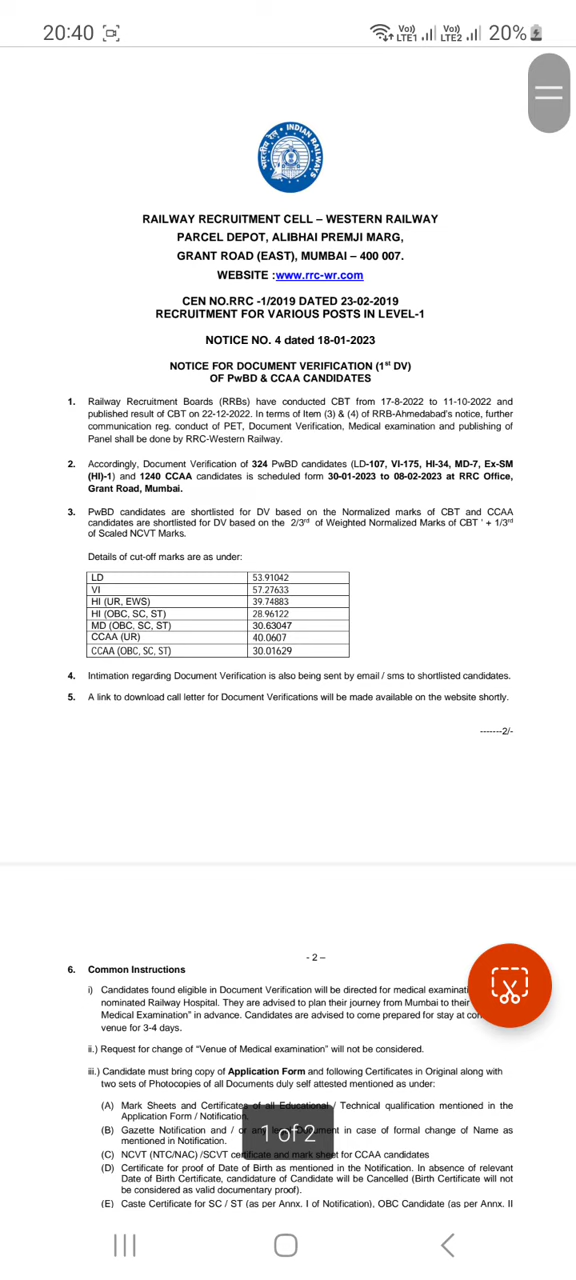 20:40
Vo)) LTE1 Vo)) LTE2 20%
INDIAN RAILWAYS
भारतीय रेल
RAILWAY RECRUITMENT CELL – WESTERN RAILWAY
PARCEL DEPOT, ALIBHAI PREMJI MARG,
GRANT ROAD (EAST), MUMBAI – 400 007.
WEBSITE :www.rrc-wr.com
CEN NO.RRC -1/2019 DATED 23-02-2019
RECRUITMENT FOR VARIOUS POSTS IN LEVEL-1
NOTICE NO. 4 dated 18-01-2023
NOTICE FOR DOCUMENT VERIFICATION (1st DV)
OF PwBD & CCAA CANDIDATES
1. Railway Recruitment Boards (RRBs) have conducted CBT from 17-8-2022 to 11-10-2022 and
published result of CBT on 22-12-2022. In terms of Item (3) & (4) of RRB-Ahmedabad's notice, further
communication reg. conduct of PET, Document Verification, Medical examination and publishing of
Panel shall be done by RRC-Western Railway.
2. Accordingly, Document Verification of 324 PwBD candidates (LD-107, VI-175, HI-34, MD-7, Ex-SM
(HI)-1) and 1240 CCAA candidates is scheduled form 30-01-2023 to 08-02-2023 at RRC Office,
Grant Road, Mumbai.
3. PwBD candidates are shortlisted for DV based on the Normalized marks of CBT and CCAA
candidates are shortlisted for DV based on the 2/3rd of Weighted Normalized Marks of CBT ' + 1/3rd
of Scaled NCVT Marks.
Details of cut-off marks are as under:
LD 53.91042
VI 57.27633
HI (UR, EWS) 39.74883
HI (OBC, SC, ST) 28.96122
MD (OBC, SC, ST) 30.63047
CCAA (UR) 40.0607
CCAA (OBC, SC, ST) 30.01629
4. Intimation regarding Document Verification is also being sent by email / sms to shortlisted candidates.
5. A link to download call letter for Document Verifications will be made available on the website shortly.
-------2/-
- 2 –
6. Common Instructions
i) Candidates found eligible in Document Verification will be directed for medical examinati
nominated Railway Hospital. They are advised to plan their journey from Mumbai to their
Medical Examination" in advance. Candidates are advised to come prepared for stay at con
venue for 3-4 days.
ii.) Request for change of "Venue of Medical examination" will not be considered.
iii.) Candidate must bring copy of Application Form and following Certificates in Original along with
two sets of Photocopies of all Documents duly self attested mentioned as under:
(A) Mark Sheets and Certificates of all Educational / Technical qualification mentioned in the
Application Form / Notification.
(B) Gazette Notification and / or any legal Document in case of formal change of Name as
mentioned in Notification.
1 of 2
(C) NCVT (NTC/NAC) /SCVT certificate and mark sheet for CCAA candidates
(D) Certificate for proof of Date of Birth as mentioned in the Notification. In absence of relevant
Date of Birth Certificate, candidature of Candidate will be Cancelled (Birth Certificate will not
be considered as valid documentary proof).
(E) Caste Certificate for SC / ST (as per Annx. I of Notification), OBC Candidate (as per Annx. II